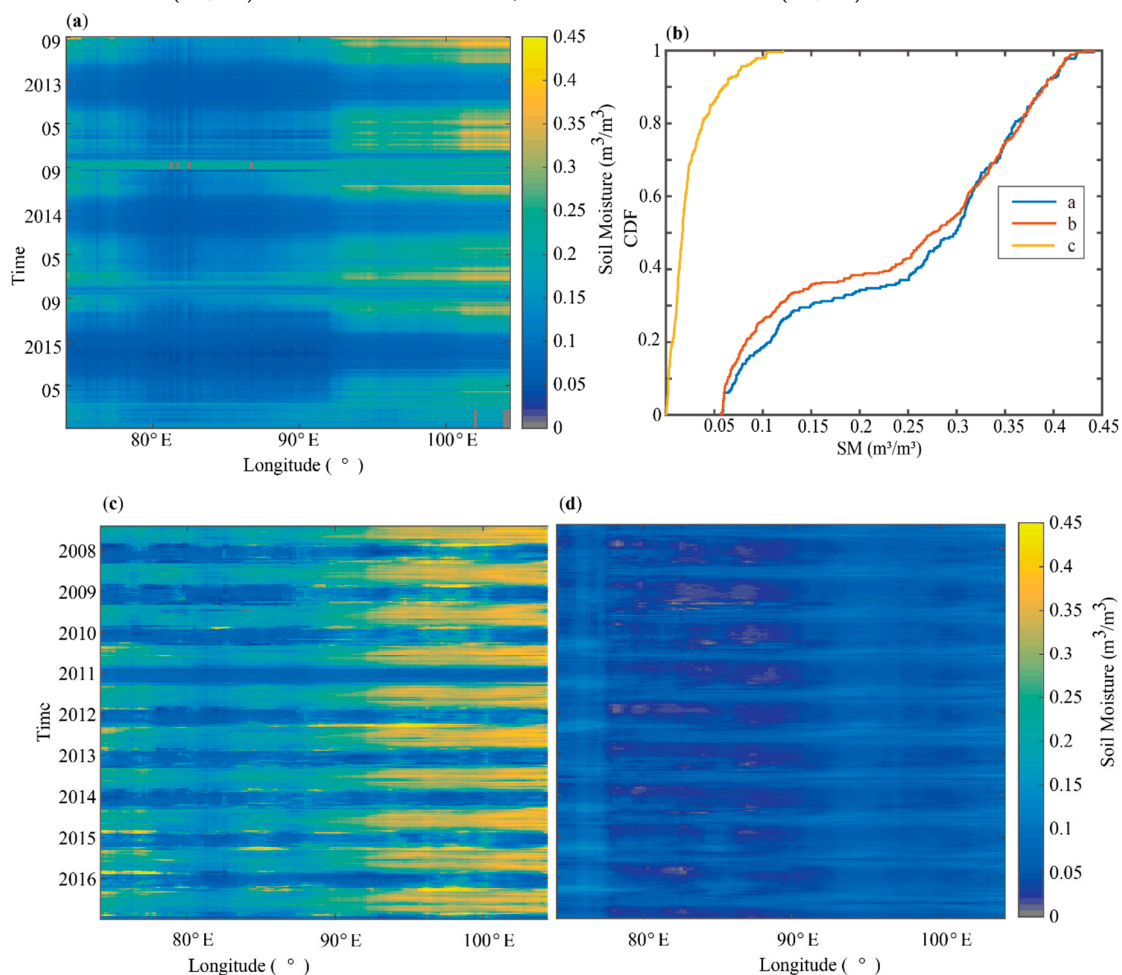 (a)
09
2013
05
09
2014
05
09
2015
05
Time
80° E
90° E
100° E
Longitude ( ° )
0.45
0.4
0.35
0.3
0.25
0.2
0.15
0.1
0.05
0
Soil Moisture (m³/m³)
(b)
1
0.8
0.6
0.4
0.2
0
CDF
0.05
0.1
0.15
0.2
0.25
0.3
0.35
0.4
0.45
SM (m³/m³)
a
b
c
(c)
2008
2009
2010
2011
2012
2013
2014
2015
2016
Time
80° E
90° E
100° E
Longitude ( ° )
(d)
80° E
90° E
100° E
Longitude ( ° )
0.45
0.4
0.35
0.3
0.25
0.2
0.15
0.1
0.05
0
Soil Moisture (m³/m³)